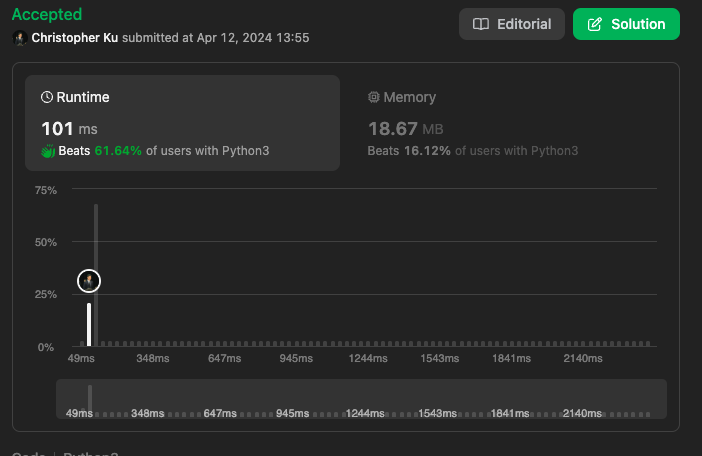 Accepted
Editorial
Solution
Christopher Ku submitted at Apr 12, 2024 13:55
Runtime
Memory
101 ms
18.67 MB
Beats 61.64% of users with Python3
Beats 16.12% of users with Python3
75%
50%
25%
0%
49ms 348ms 647ms 945ms 1244ms 1543ms 1841ms 2140ms
49ms 348ms 647ms 945ms 1244ms 1543ms 1841ms 2140ms
Code | Python3